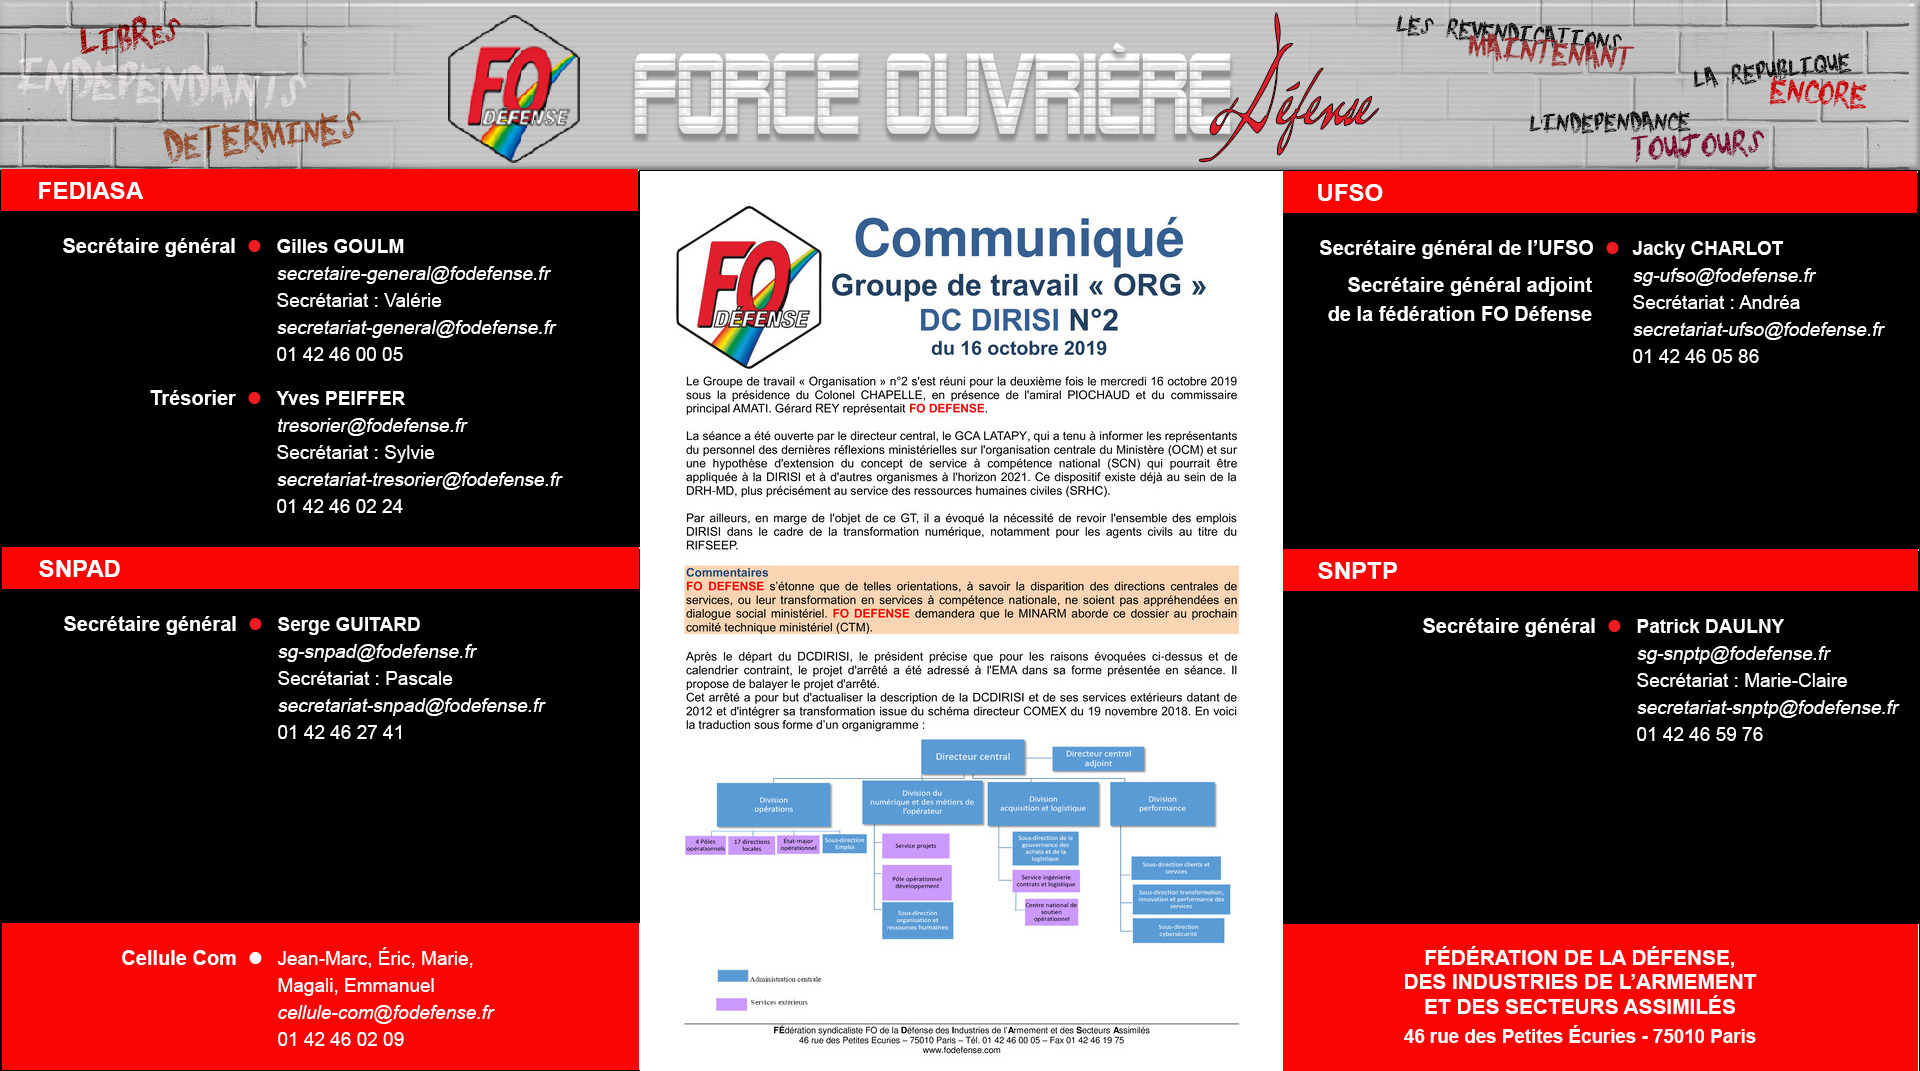 LIBRES
INDEPENDANTS
DETERMINES
FO
DÉFENSE
FORCE OUVRIÈRE
Défense
LES REVENDICATIONS
MAINTENANT
LA REPUBLIQUE
ENCORE
L'INDEPENDANCE
TOUJOURS
FEDIASA
Secrétaire général ● Gilles GOULM
secretaire-general@fodefense.fr
Secrétariat : Valérie
secretariat-general@fodefense.fr
01 42 46 00 05
Trésorier ● Yves PEIFFER
tresorier@fodefense.fr
Secrétariat : Sylvie
secretariat-tresorier@fodefense.fr
01 42 46 02 24
SNPAD
Secrétaire général ● Serge GUITARD
sg-snpad@fodefense.fr
Secrétariat : Pascale
secretariat-snpad@fodefense.fr
01 42 46 27 41
Cellule Com ● Jean-Marc, Éric, Marie,
Magali, Emmanuel
cellule-com@fodefense.fr
01 42 46 02 09
FO
DÉFENSE
Communiqué
Groupe de travail « ORG »
DC DIRISI N°2
du 16 octobre 2019
Le Groupe de travail « Organisation » n°2 s'est réuni pour la deuxième fois le mercredi 16 octobre 2019
sous la présidence du Colonel CHAPELLE, en présence de l'amiral PIOCHAUD et du commissaire
principal AMATI. Gérard REY représentait FO DEFENSE.
La séance a été ouverte par le directeur central, le GCA LATAPY, qui a tenu à informer les représentants
du personnel des dernières réflexions ministérielles sur l'organisation centrale du Ministère (OCM) et sur
une hypothèse d'extension du concept de service à compétence national (SCN) qui pourrait être
appliquée à la DIRISI et à d'autres organismes à l'horizon 2021. Ce dispositif existe déjà au sein de la
DRH-MD, plus précisément au service des ressources humaines civiles (SRHC).
Par ailleurs, en marge de l'objet de ce GT, il a évoqué la nécessité de revoir l'ensemble des emplois
DIRISI dans le cadre de la transformation numérique, notamment pour les agents civils au titre du
RIFSEEP.
Commentaires
FO DEFENSE s'étonne que de telles orientations, à savoir la disparition des directions centrales de
services, ou leur transformation en services à compétence nationale, ne soient pas appréhendées en
dialogue social ministériel. FO DEFENSE demandera que le MINARM aborde ce dossier au prochain
comité technique ministériel (CTM).
Après le départ du DCDIRISI, le président précise que pour les raisons évoquées ci-dessus et de
calendrier contraint, le projet d'arrêté a été adressé à l'EMA dans sa forme présentée en séance. Il
propose de balayer le projet d'arrêté.
Cet arrêté a pour but d'actualiser la description de la DCDIRISI et de ses services extérieurs datant de
2012 et d'intégrer sa transformation issue du schéma directeur COMEX du 19 novembre 2018. En voici
la traduction sous forme d'un organigramme :
Directeur central
Directeur central
adjoint
Division
opérations
Division du
numérique et des métiers de
l'opérateur
Division
acquisition et logistique
Division
performance
4 Pôles
opérationnels
17 directions
locales
État-major
opérationnel
Sous-direction
Emploi
Service projets
Pôle opérationnel
développement
Sous-direction
organisation et
ressources humaines
Sous-direction de la
gouvernance des
achats et de la
logistique
Service ingénierie
contrats et logistique
Centre national de
soutien
opérationnel
Sous-direction clients et
services
Sous-direction transformation,
innovation et performance des
services
Sous-direction
cybersécurité
Administration centrale
Services extérieurs
FÉdération syndicaliste FO de la Défense des Industries de l'Armement et des Secteurs Assimilés
46 rue des Petites Ecuries – 75010 Paris – Tél. 01 42 46 00 05 – Fax 01 42 46 19 75
www.fodefense.com
UFSO
Secrétaire général de l'UFSO ● Jacky CHARLOT
Secrétaire général adjoint
de la fédération FO Défense
sg-ufso@fodefense.fr
Secrétariat : Andréa
secretariat-ufso@fodefense.fr
01 42 46 05 86
SNPTP
Secrétaire général ● Patrick DAULNY
sg-snptp@fodefense.fr
Secrétariat : Marie-Claire
secretariat-snptp@fodefense.fr
01 42 46 59 76
FÉDÉRATION DE LA DÉFENSE,
DES INDUSTRIES DE L'ARMEMENT
ET DES SECTEURS ASSIMILÉS
46 rue des Petites Écuries - 75010 Paris